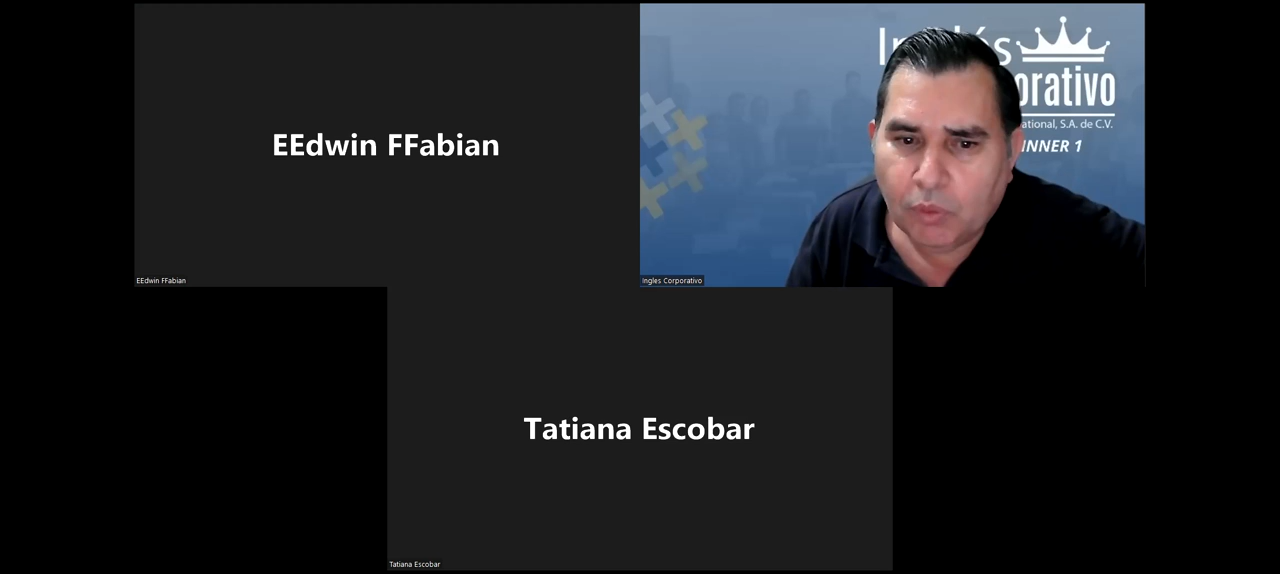 EEdwin FFabian
EEdwin FFabian
orativo
ational, S.A. de C.V.
INNER 1
Ingles Corporativo
Tatiana Escobar
Tatiana Escobar